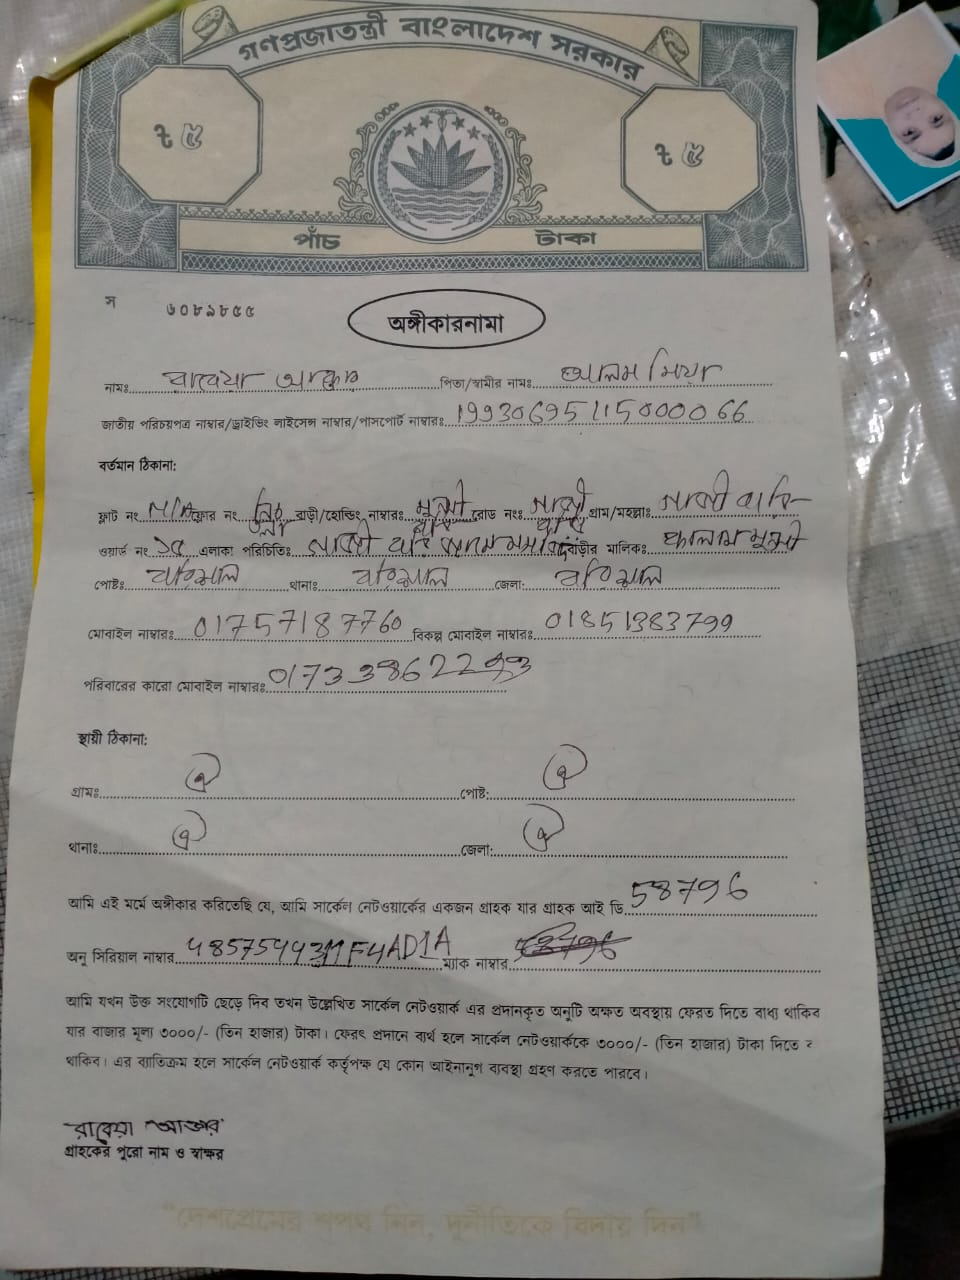 গণপ্রজাতন্ত্রী বাংলাদেশ সরকার
৳ ৫ ৳ ৫
পাঁচ টাকা
স ৬০৮৯৮৫৫
অঙ্গীকারনামা
নামঃ রাবেয়া আক্তার পিতা/স্বামীর নামঃ আলম মিয়া
জাতীয় পরিচয়পত্র নাম্বার/ড্রাইভিং লাইসেন্স নাম্বার/পাসপোর্ট নাম্বারঃ 19930695115000066
বর্তমান ঠিকানা:
ফ্লাট নং N/A ফ্লোর নং বাড়ী/হোল্ডিং নাম্বারঃ মুন্সী রোড নংঃ গ্রাম/মহল্লাঃ
ওয়ার্ড নং ১৫ এলাকা পরিচিতিঃ বাড়ীর মালিকঃ কালাম মুন্সী
পোষ্টঃ বরিশাল থানাঃ বরিশাল জেলা: বরিশাল
মোবাইল নাম্বারঃ 01757187760 বিকল্প মোবাইল নাম্বারঃ 01851383799
পরিবারের কারো মোবাইল নাম্বারঃ
স্থায়ী ঠিকানা:
গ্রামঃ ঐ পোষ্ট: ঐ
থানাঃ ঐ জেলা: ঐ
আমি এই মর্মে অঙ্গীকার করিতেছি যে, আমি সার্কেল নেটওয়ার্কের একজন গ্রাহক যার গ্রাহক আই ডি 58796
অনু সিরিয়াল নাম্বার ম্যাক নাম্বার
আমি যখন উক্ত সংযোগটি ছেড়ে দিব তখন উল্লেখিত সার্কেল নেটওয়ার্ক এর প্রদানকৃত অনুটি অক্ষত অবস্থায় ফেরত দিতে বাধ্য থাকিব
যার বাজার মূল্য ৩০০০/- (তিন হাজার) টাকা। ফেরৎ প্রদানে ব্যর্থ হলে সার্কেল নেটওয়ার্ককে ৩০০০/- (তিন হাজার) টাকা দিতে
থাকিব। এর ব্যাতিক্রম হলে সার্কেল নেটওয়ার্ক কর্তৃপক্ষ যে কোন আইনানুগ ব্যবস্থা গ্রহণ করতে পারবে।
রাবেয়া আক্তার
গ্রাহকের পুরো নাম ও স্বাক্ষর
"দেশপ্রেমের শপথ নিন, দুর্নীতিকে বিদায় দিন"